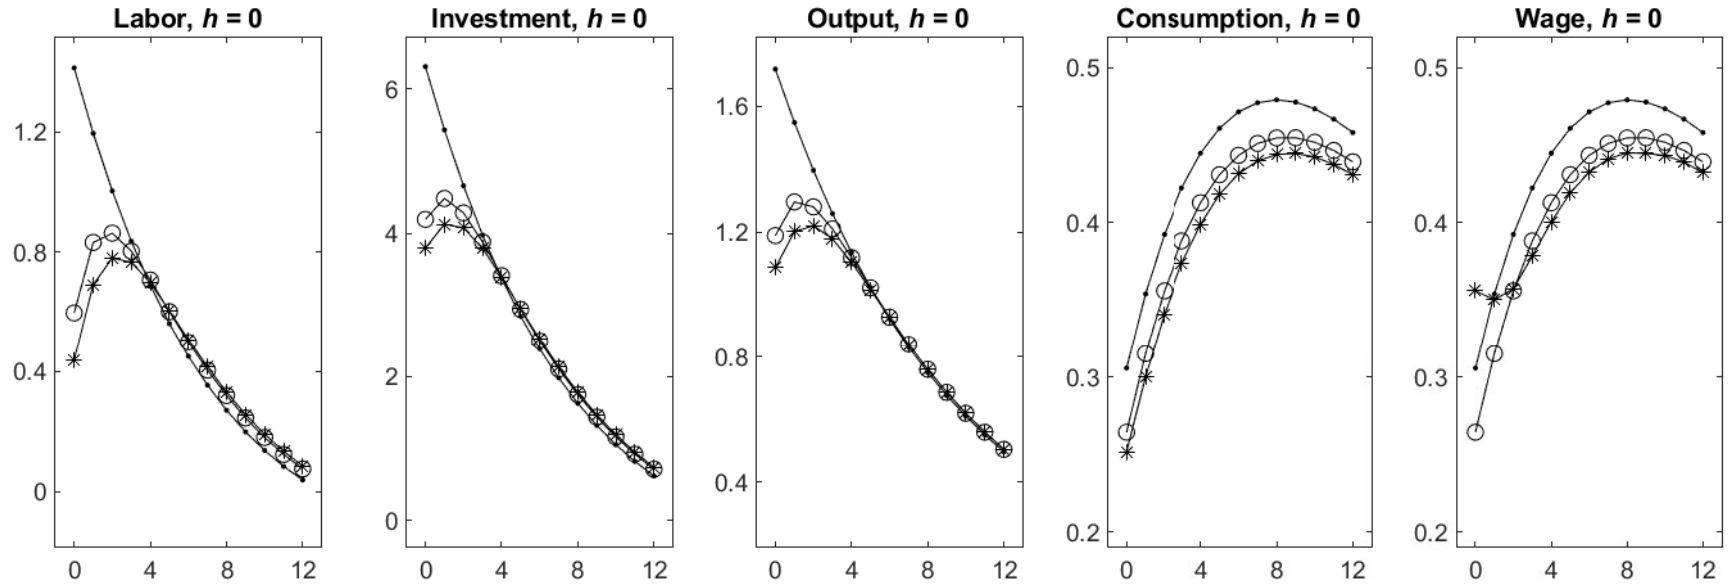 Labor, h = 0
1.2
0.8
0.4
0
0 4 8 12
Investment, h = 0
6
4
2
0
0 4 8 12
Output, h = 0
1.6
1.2
0.8
0.4
0 4 8 12
Consumption, h = 0
0.5
0.4
0.3
0.2
0 4 8 12
Wage, h = 0
0.5
0.4
0.3
0.2
0 4 8 12